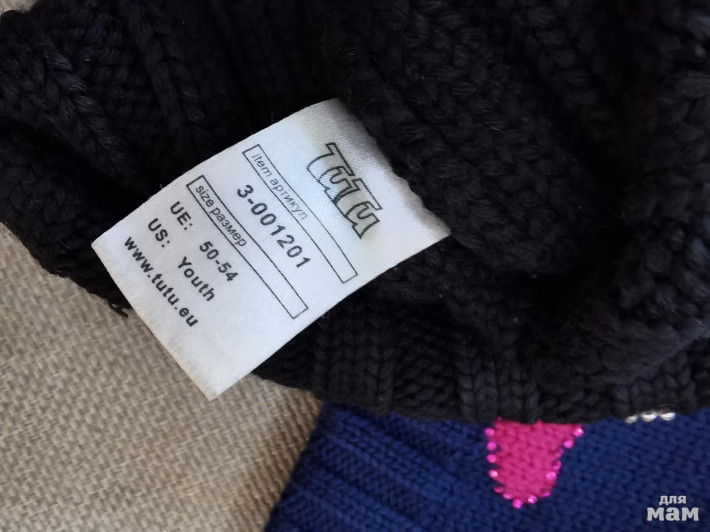 TuTu
item артикул
3-001201
size размер
UE: 50-54
US: Youth
www.tutu.eu
для
мам